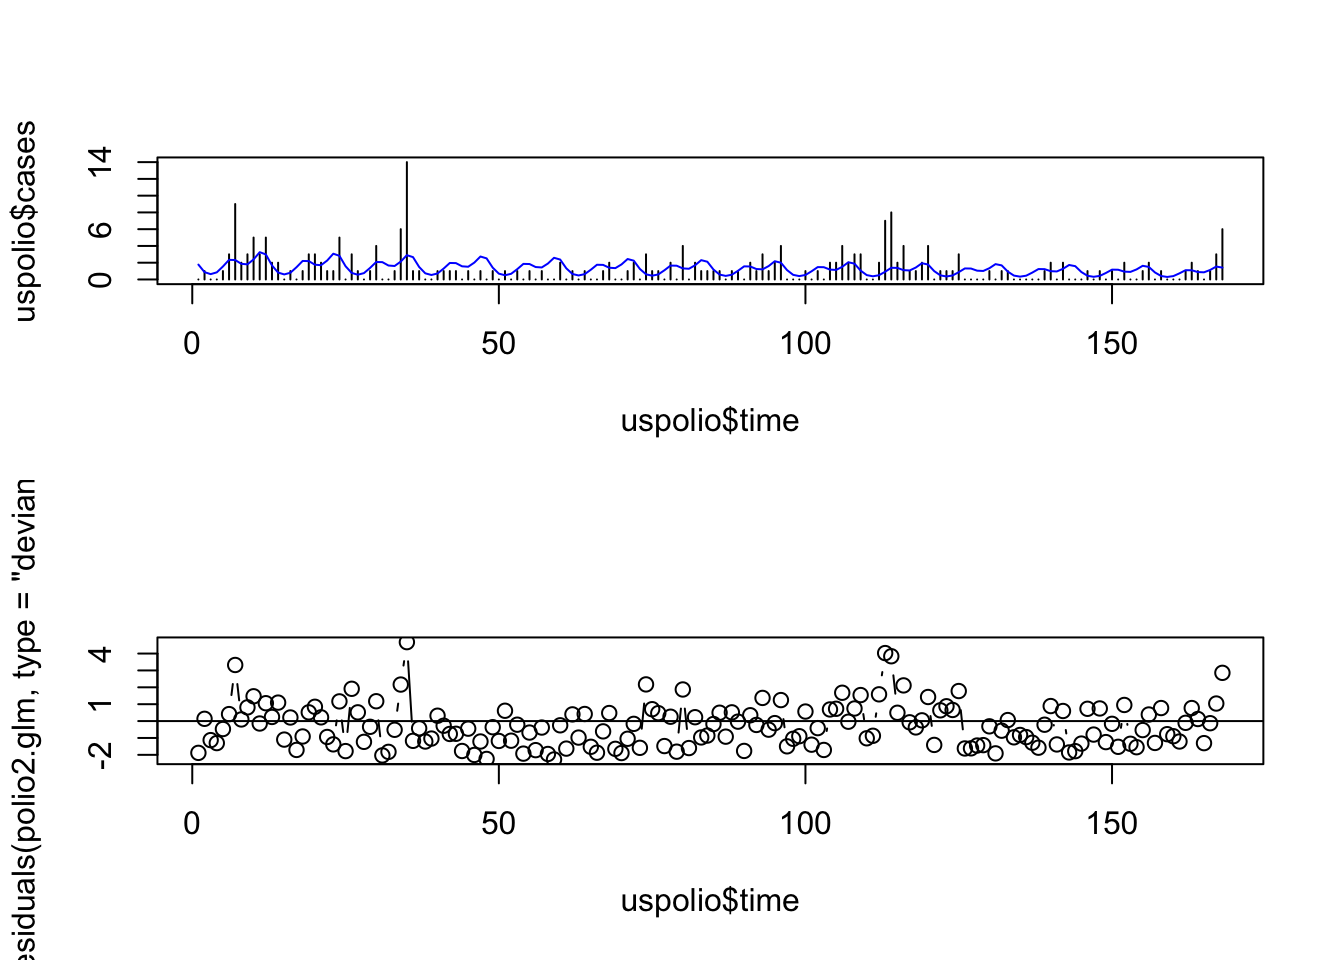 uspolio$cases
14
6
0
0 50 100 150
uspolio$time
esiduals(polio2.glm, type = "devian
4
1
-2
0 50 100 150
uspolio$time